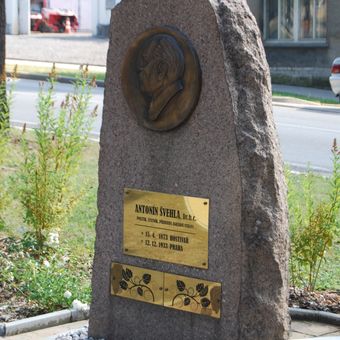 ANTONÍN ŠVEHLA Dr.h.c.
* 15. 4. 1873 HOSTIVAŘ
+ 12. 12. 1933 PRAHA